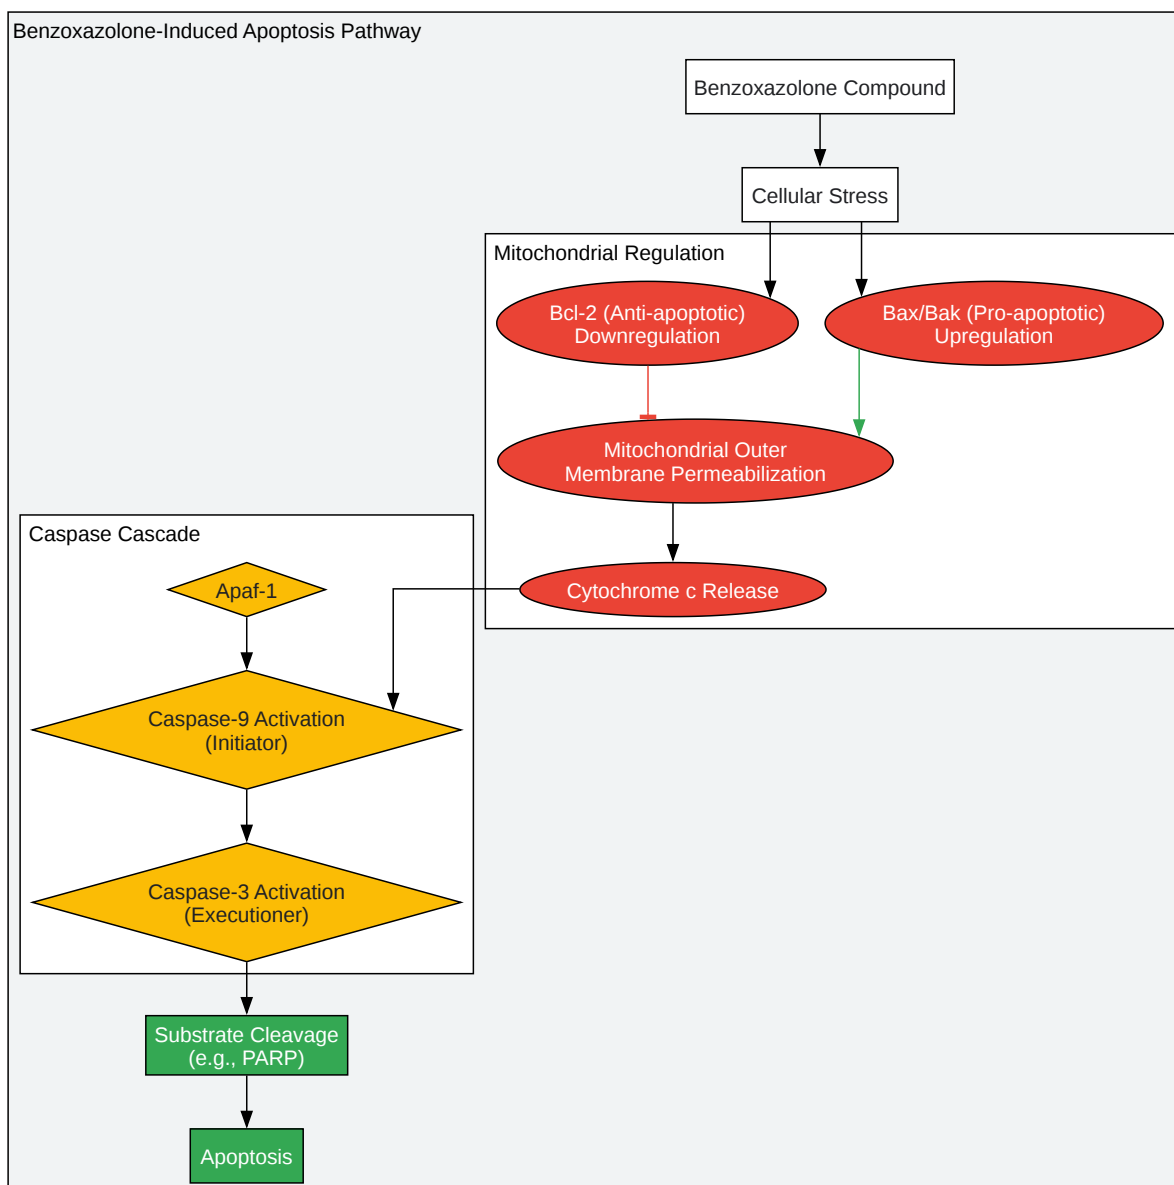 Benzoxazolone-Induced Apoptosis Pathway
Benzoxazolone Compound
Cellular Stress
Mitochondrial Regulation
Bcl-2 (Anti-apoptotic)
Downregulation
Bax/Bak (Pro-apoptotic)
Upregulation
Mitochondrial Outer
Membrane Permeabilization
Cytochrome c Release
Caspase Cascade
Apaf-1
Caspase-9 Activation
(Initiator)
Caspase-3 Activation
(Executioner)
Substrate Cleavage
(e.g., PARP)
Apoptosis